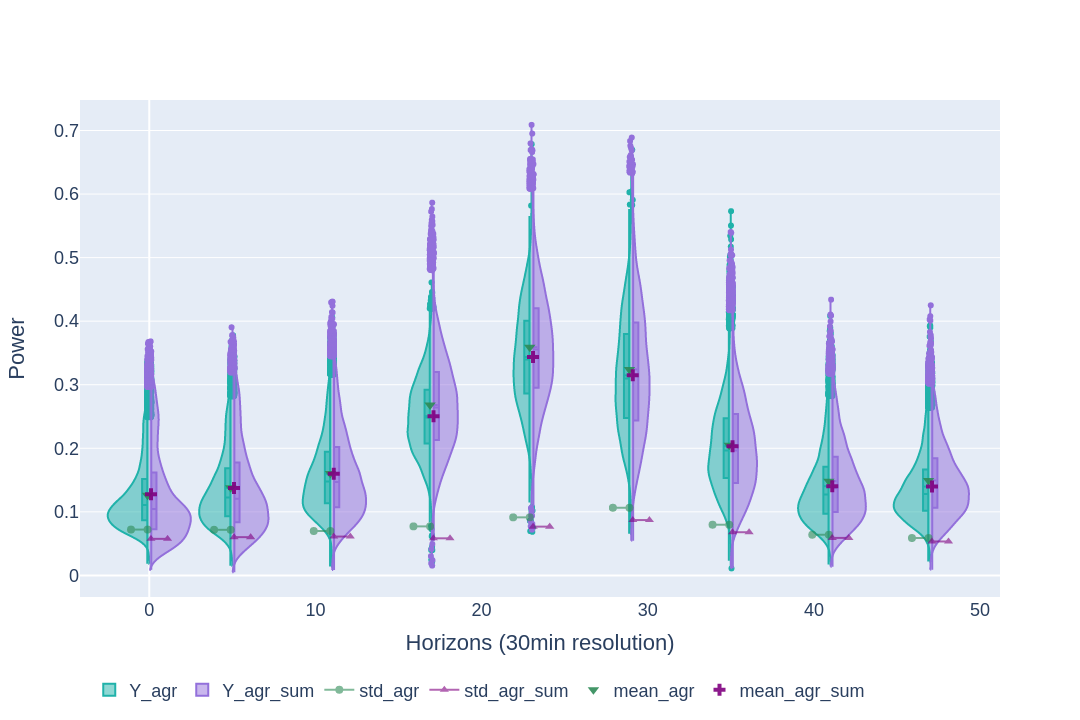 0.7
0.6
0.5
0.4
0.3
0.2
0.1
0
Power
0 10 20 30 40 50
Horizons (30min resolution)
Y_agr Y_agr_sum std_agr std_agr_sum mean_agr mean_agr_sum